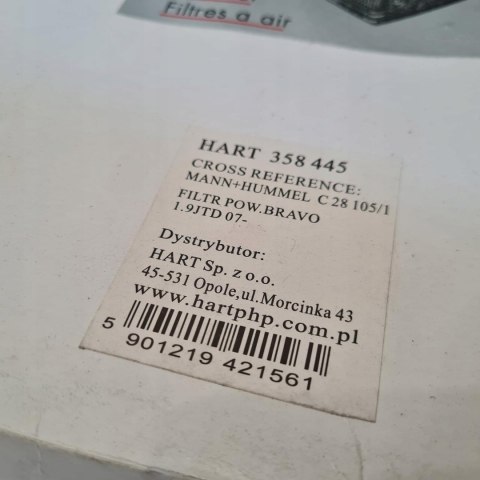 Filtres à air
HART 358 445
CROSS REFERENCE:
MANN+HUMMEL C 28 105/1
FILTR POW.BRAVO
1.9JTD 07-
Dystrybutor:
HART Sp. z o.o.
45-531 Opole,ul.Morcinka 43
www.hartphp.com.pl
5 901219 421561